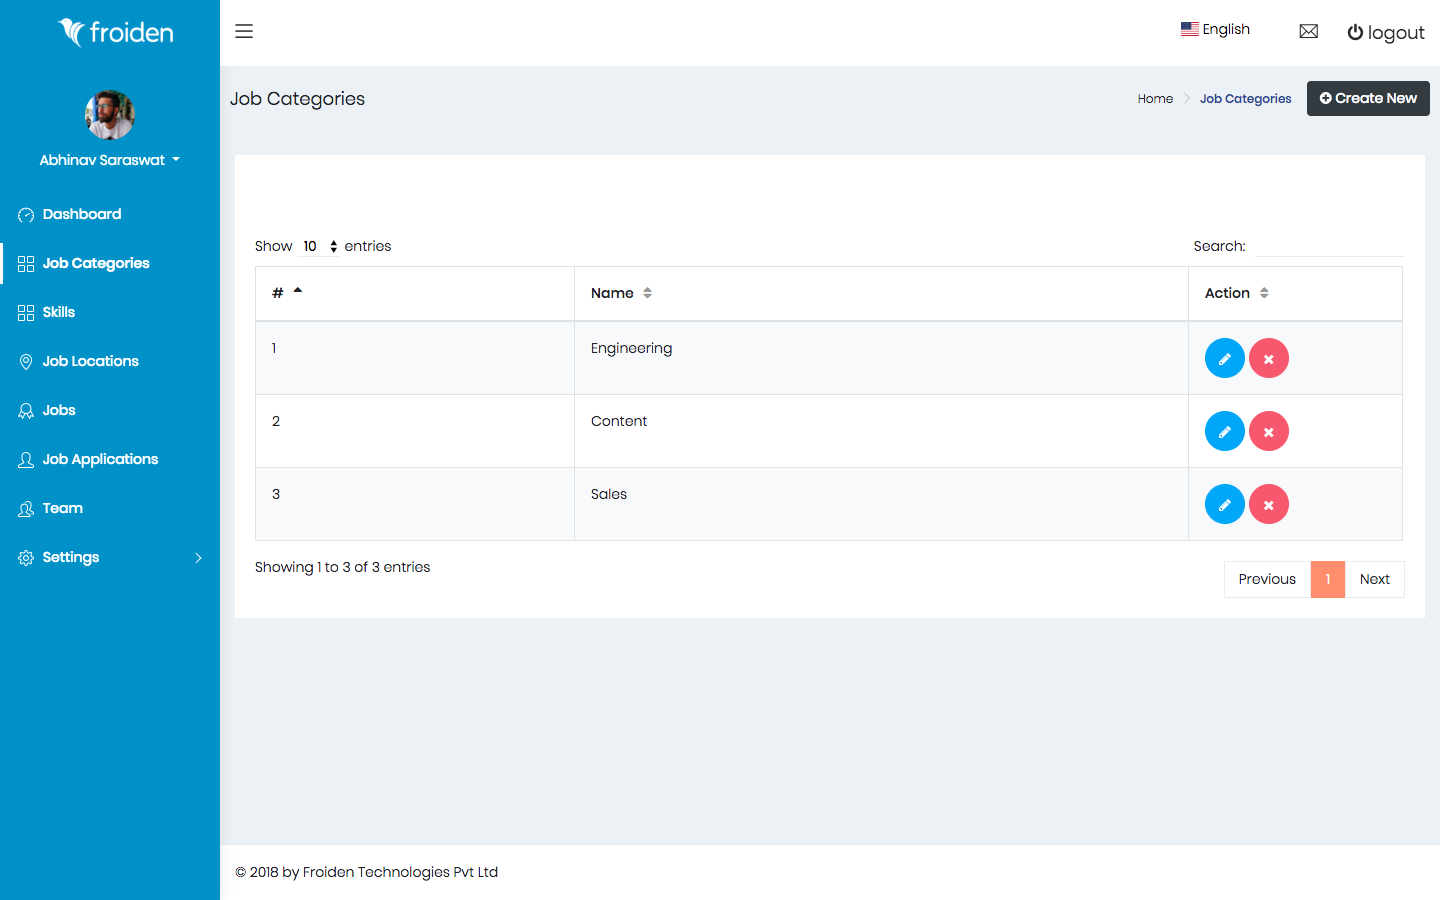 froiden
Abhinav Saraswat
Dashboard
Job Categories
Skills
Job Locations
Jobs
Job Applications
Team
Settings
English
logout
Job Categories
Home
Job Categories
Create New
Show 10 entries
Search:
# Name Action
1 Engineering
2 Content
3 Sales
Showing 1 to 3 of 3 entries
Previous 1 Next
© 2018 by Froiden Technologies Pvt Ltd